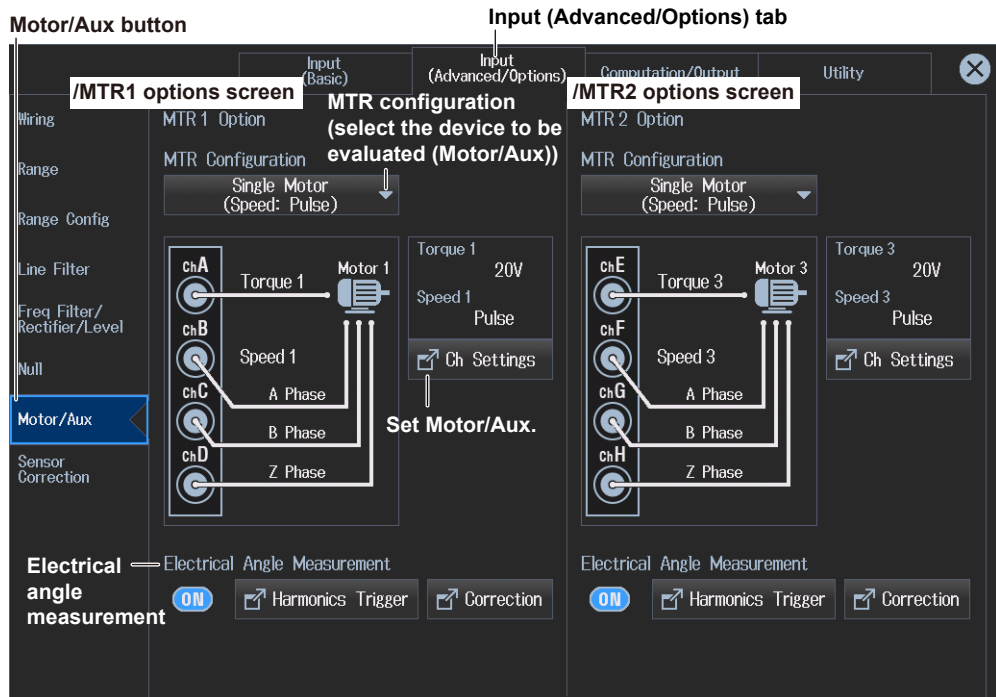 Motor/Aux button
Input (Advanced/Options) tab
Input
(Basic)
Input
(Advanced/Options)
Computation/Output
Utility
/MTR1 options screen
/MTR2 options screen
MTR configuration
(select the device to be
evaluated (Motor/Aux))
Wiring
Range
Range Config
Line Filter
Freq Filter/
Rectifier/Level
Null
Motor/Aux
Sensor
Correction
MTR 1 Option
MTR Configuration
Single Motor
(Speed: Pulse)
ChA
Torque 1
Motor 1
ChB
Speed 1
ChC
A Phase
B Phase
ChD
Z Phase
Torque 1
20V
Speed 1
Pulse
Ch Settings
Set Motor/Aux.
Electrical
angle
measurement
Electrical Angle Measurement
ON
Harmonics Trigger
Correction
MTR 2 Option
MTR Configuration
Single Motor
(Speed: Pulse)
ChE
Torque 3
Motor 3
ChF
Speed 3
ChG
A Phase
B Phase
ChH
Z Phase
Torque 3
20V
Speed 3
Pulse
Ch Settings
Electrical Angle Measurement
ON
Harmonics Trigger
Correction